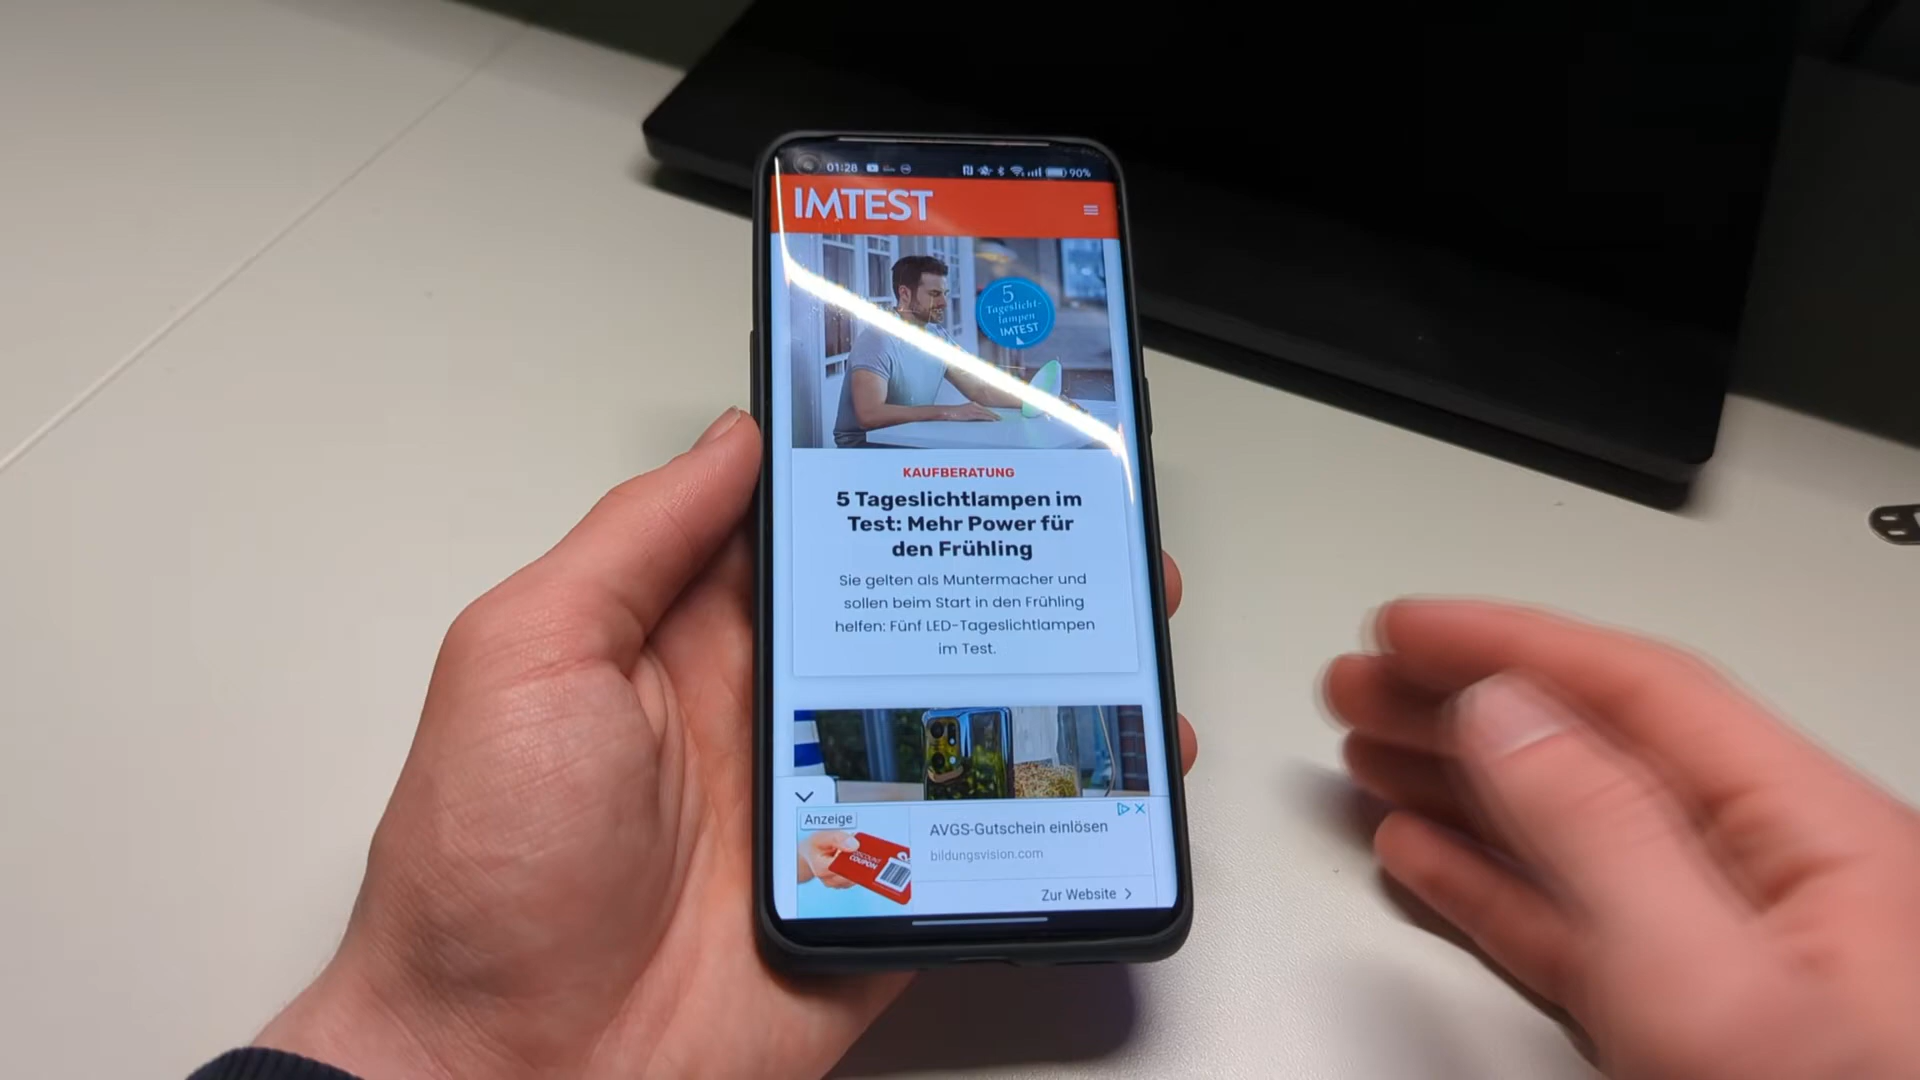 01:28
90%
IMTEST
5
Tageslicht-
lampen
IMTEST
KAUFBERATUNG
5 Tageslichtlampen im
Test: Mehr Power für
den Frühling
Sie gelten als Muntermacher und
sollen beim Start in den Frühling
helfen: Fünf LED-Tageslichtlampen
im Test.
Anzeige
DISCOUNT
COUPON
AVGS-Gutschein einlösen
bildungsvision.com
Zur Website